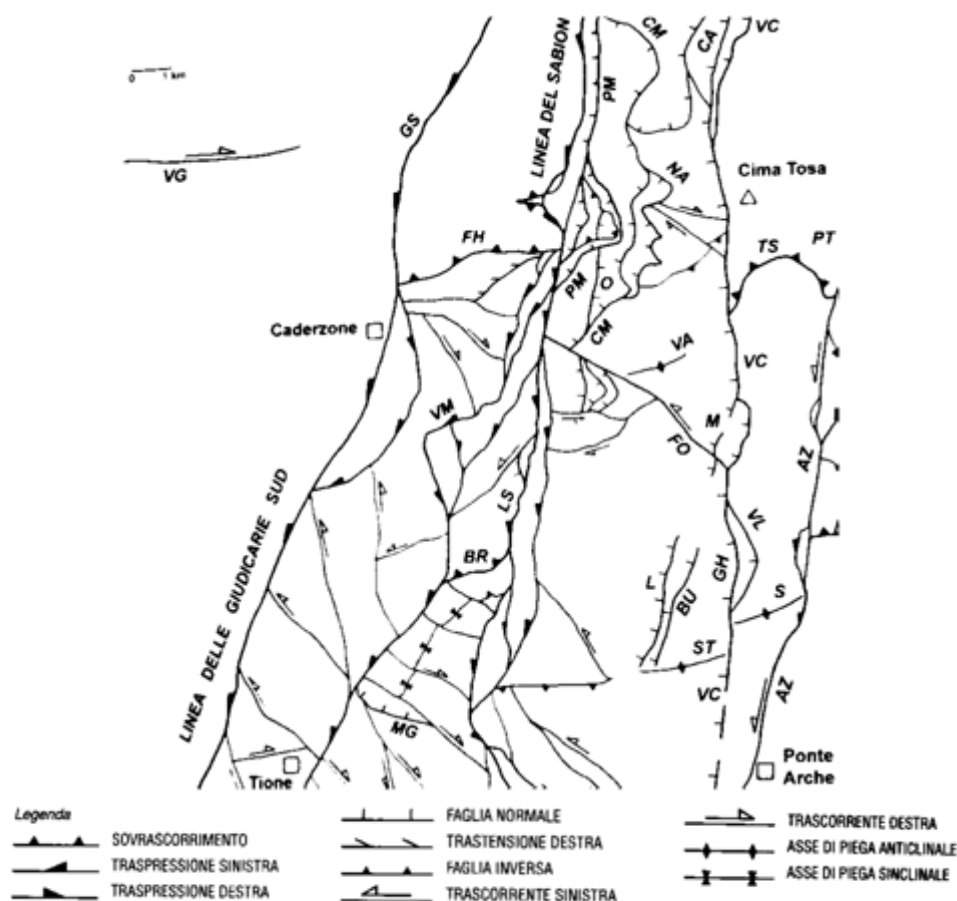 CM
CA
VC
LINEA DEL SABION
PM
0 1 km
GS
VG
NA
Cima Tosa
FH
TS
PT
PM
O
Caderzone
CM
VA
VC
VM
M
FO
AZ
LS
VL
LINEA DELLE GIUDICARIE SUD
BR
L
BU
GH
S
ST
VC
AZ
MG
Tione
Ponte
Arche
Legenda
SOVRASCORRIMENTO
TRASPRESSIONE SINISTRA
TRASPRESSIONE DESTRA
FAGLIA NORMALE
TRASTENSIONE DESTRA
FAGLIA INVERSA
TRASCORRENTE SINISTRA
TRASCORRENTE DESTRA
ASSE DI PIEGA ANTICLINALE
ASSE DI PIEGA SINCLINALE